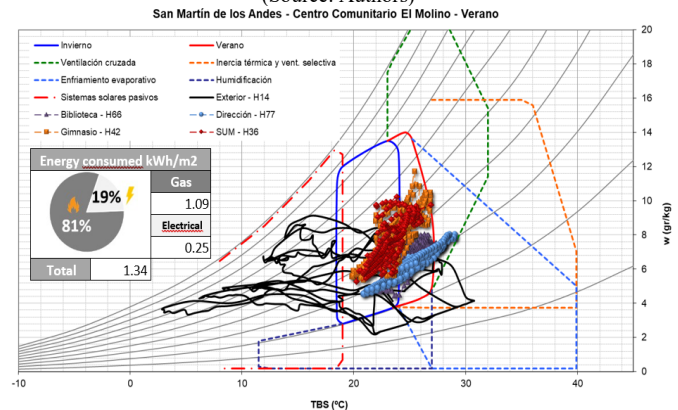 (Source: Authors)
San Martín de los Andes - Centro Comunitario El Molino - Verano
Invierno
Verano
Ventilación cruzada
Inercia térmica y vent. selectiva
Enfriamiento evaporativo
Humidificación
Sistemas solares pasivos
Exterior - H14
Biblioteca - H66
Dirección - H77
Gimnasio - H42
SUM - H36
Energy consumed kWh/m2
19%
81%
Gas
1.09
Electrical
0.25
Total 1.34
20
18
16
14
12
10
8
6
4
2
0
w (gr/kg)
-10 0 10 20 30 40
TBS (ºC)